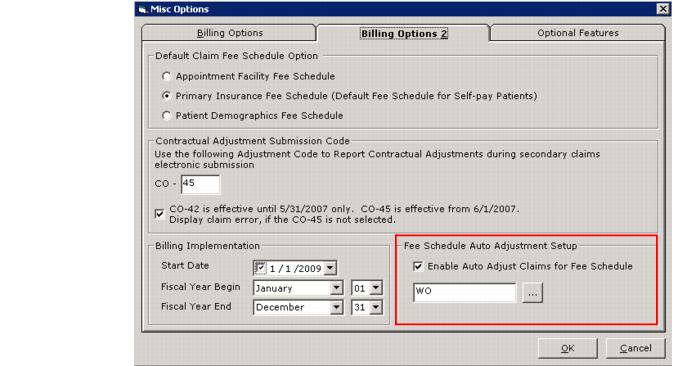 Misc Options
Billing Options
Billing Options 2
Optional Features
Default Claim Fee Schedule Option
Appointment Facility Fee Schedule
Primary Insurance Fee Schedule (Default Fee Schedule for Self-pay Patients)
Patient Demographics Fee Schedule
Contractual Adjustment Submission Code
Use the following Adjustment Code to Report Contractual Adjustments during secondary claims
electronic submission
CO - 45
CO-42 is effective until 5/31/2007 only. CO-45 is effective from 6/1/2007.
Display claim error, if the CO-45 is not selected.
Billing Implementation
Start Date 1 / 1 /2009
Fiscal Year Begin January 01
Fiscal Year End December 31
Fee Schedule Auto Adjustment Setup
Enable Auto Adjust Claims for Fee Schedule
WO ...
OK
Cancel